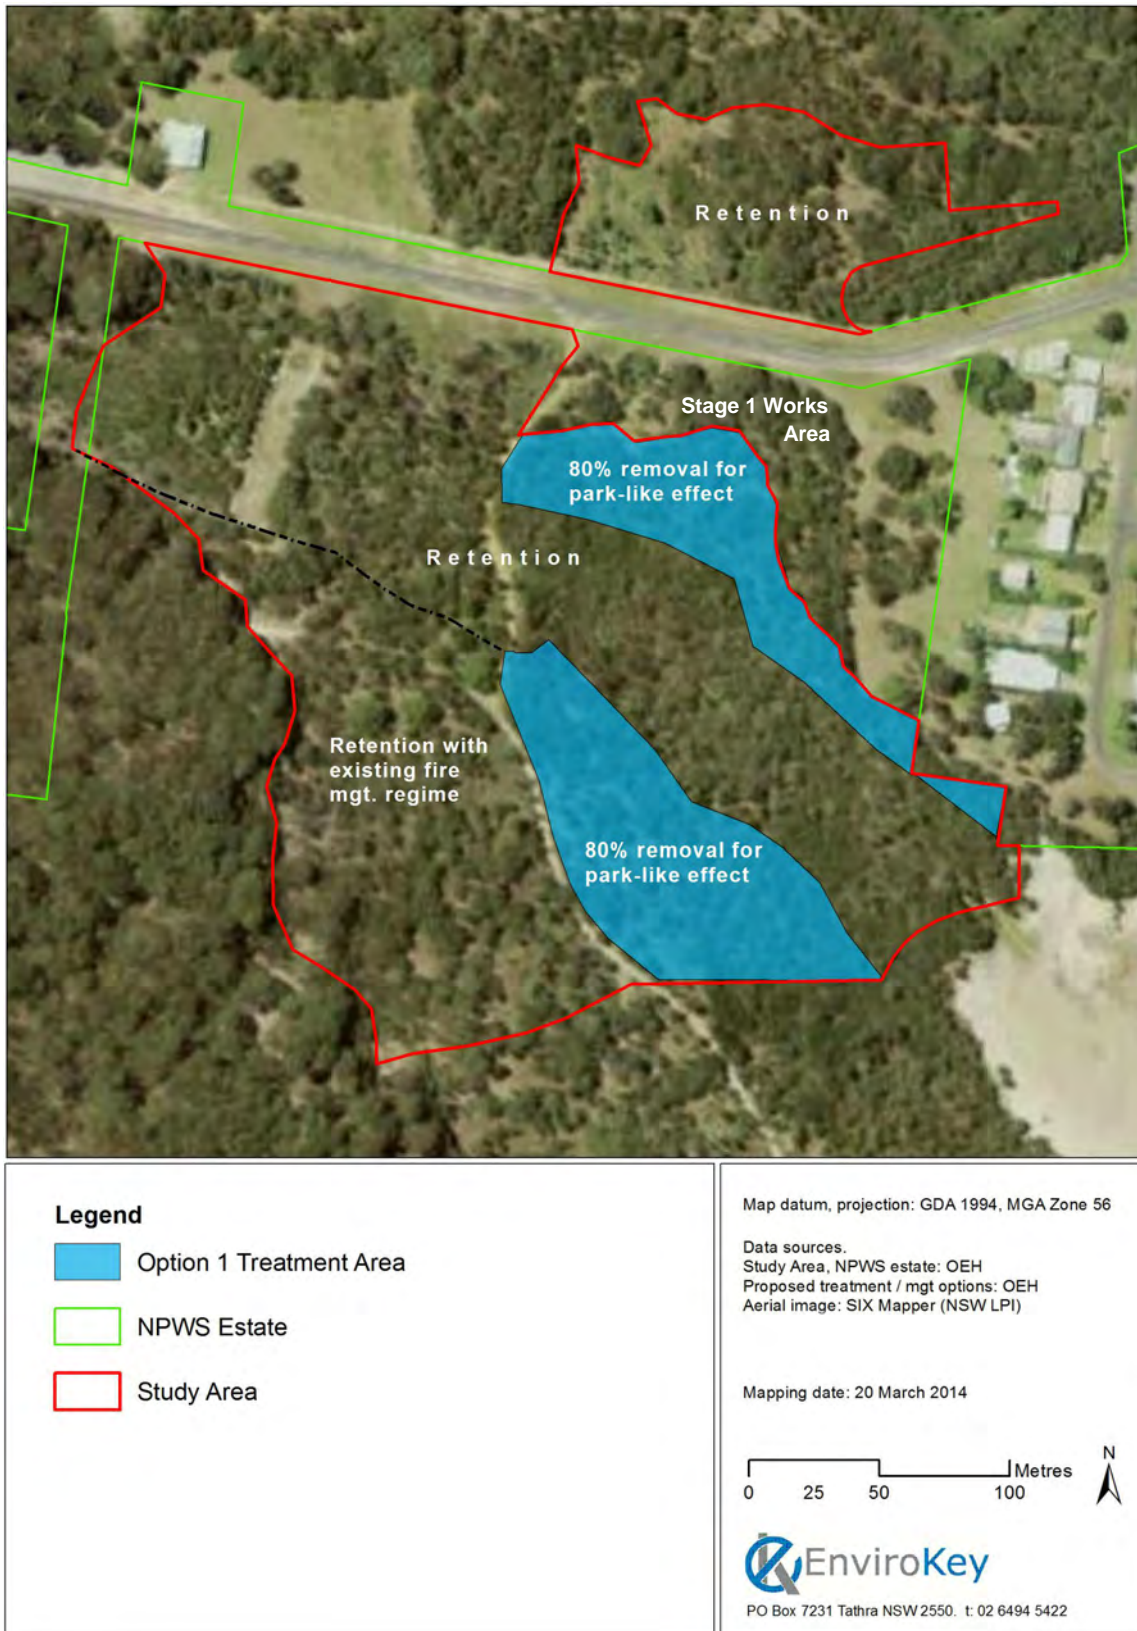 Retention
Stage 1 Works
Area
80% removal for
park-like effect
Retention
Retention with
existing fire
mgt. regime
80% removal for
park-like effect
Legend
Option 1 Treatment Area
NPWS Estate
Study Area
Map datum, projection: GDA 1994, MGA Zone 56
Data sources.
Study Area, NPWS estate: OEH
Proposed treatment / mgt options: OEH
Aerial image: SIX Mapper (NSW LPI)
Mapping date: 20 March 2014
Metres
0 25 50 100
N
EnviroKey
PO Box 7231 Tathra NSW 2550. t: 02 6494 5422